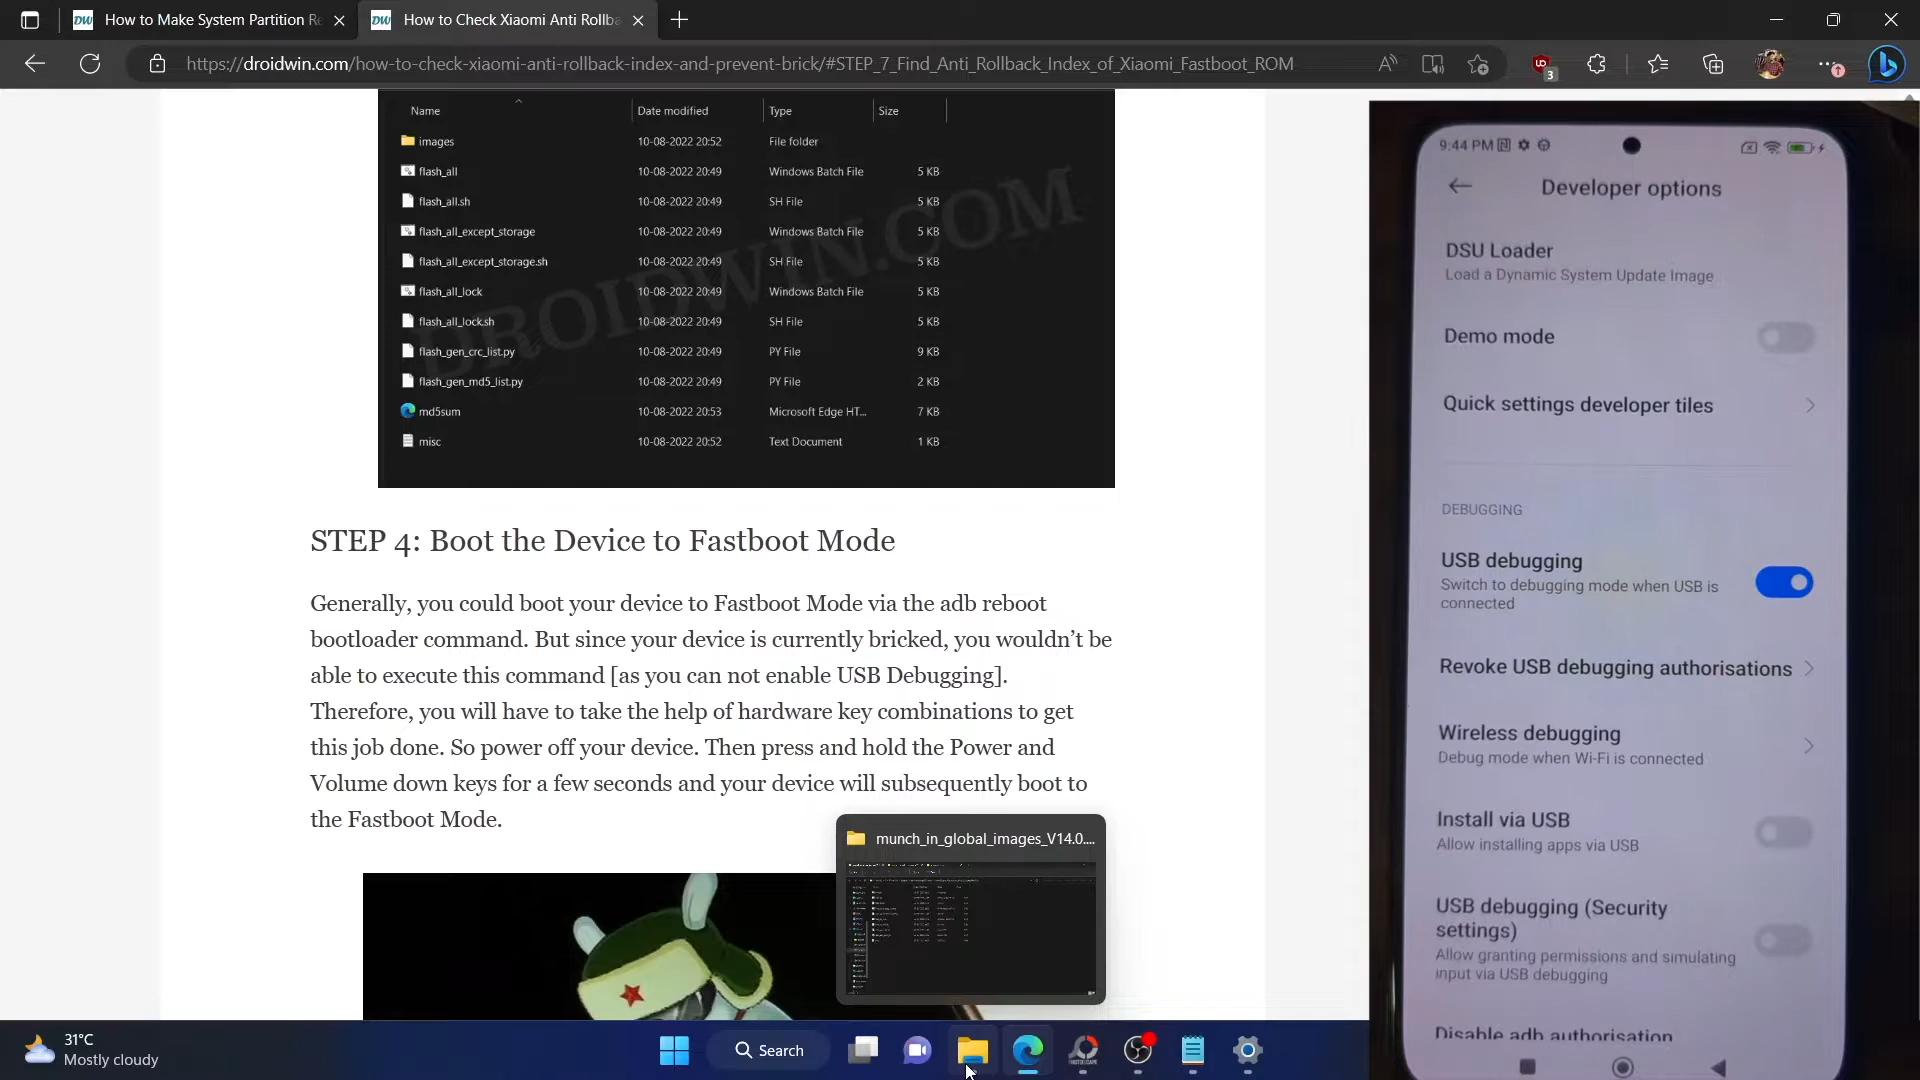 How to Make System Partition Re
How to Check Xiaomi Anti Rollba
https://droidwin.com/how-to-check-xiaomi-anti-rollback-index-and-prevent-brick/#STEP_7_Find_Anti_Rollback_Index_of_Xiaomi_Fastboot_ROM
3
Name Date modified Type Size
images 10-08-2022 20:52 File folder
flash_all 10-08-2022 20:49 Windows Batch File 5 KB
flash_all.sh 10-08-2022 20:49 SH File 5 KB
flash_all_except_storage 10-08-2022 20:49 Windows Batch File 5 KB
flash_all_except_storage.sh 10-08-2022 20:49 SH File 5 KB
flash_all_lock 10-08-2022 20:49 Windows Batch File 5 KB
flash_all_lock.sh 10-08-2022 20:49 SH File 5 KB
flash_gen_crc_list.py 10-08-2022 20:49 PY File 9 KB
flash_gen_md5_list.py 10-08-2022 20:49 PY File 2 KB
md5sum 10-08-2022 20:53 Microsoft Edge HT... 7 KB
misc 10-08-2022 20:52 Text Document 1 KB
DROIDWIN.COM
STEP 4: Boot the Device to Fastboot Mode
Generally, you could boot your device to Fastboot Mode via the adb reboot
bootloader command. But since your device is currently bricked, you wouldn’t be
able to execute this command [as you can not enable USB Debugging].
Therefore, you will have to take the help of hardware key combinations to get
this job done. So power off your device. Then press and hold the Power and
Volume down keys for a few seconds and your device will subsequently boot to
the Fastboot Mode.
munch_in_global_images_V14.0....
9:44 PM
Developer options
DSU Loader
Load a Dynamic System Update Image
Demo mode
Quick settings developer tiles
DEBUGGING
USB debugging
Switch to debugging mode when USB is
connected
Revoke USB debugging authorisations
Wireless debugging
Debug mode when Wi-Fi is connected
Install via USB
Allow installing apps via USB
USB debugging (Security
settings)
Allow granting permissions and simulating
input via USB debugging
Disable adb authorisation
31°C
Mostly cloudy
Search